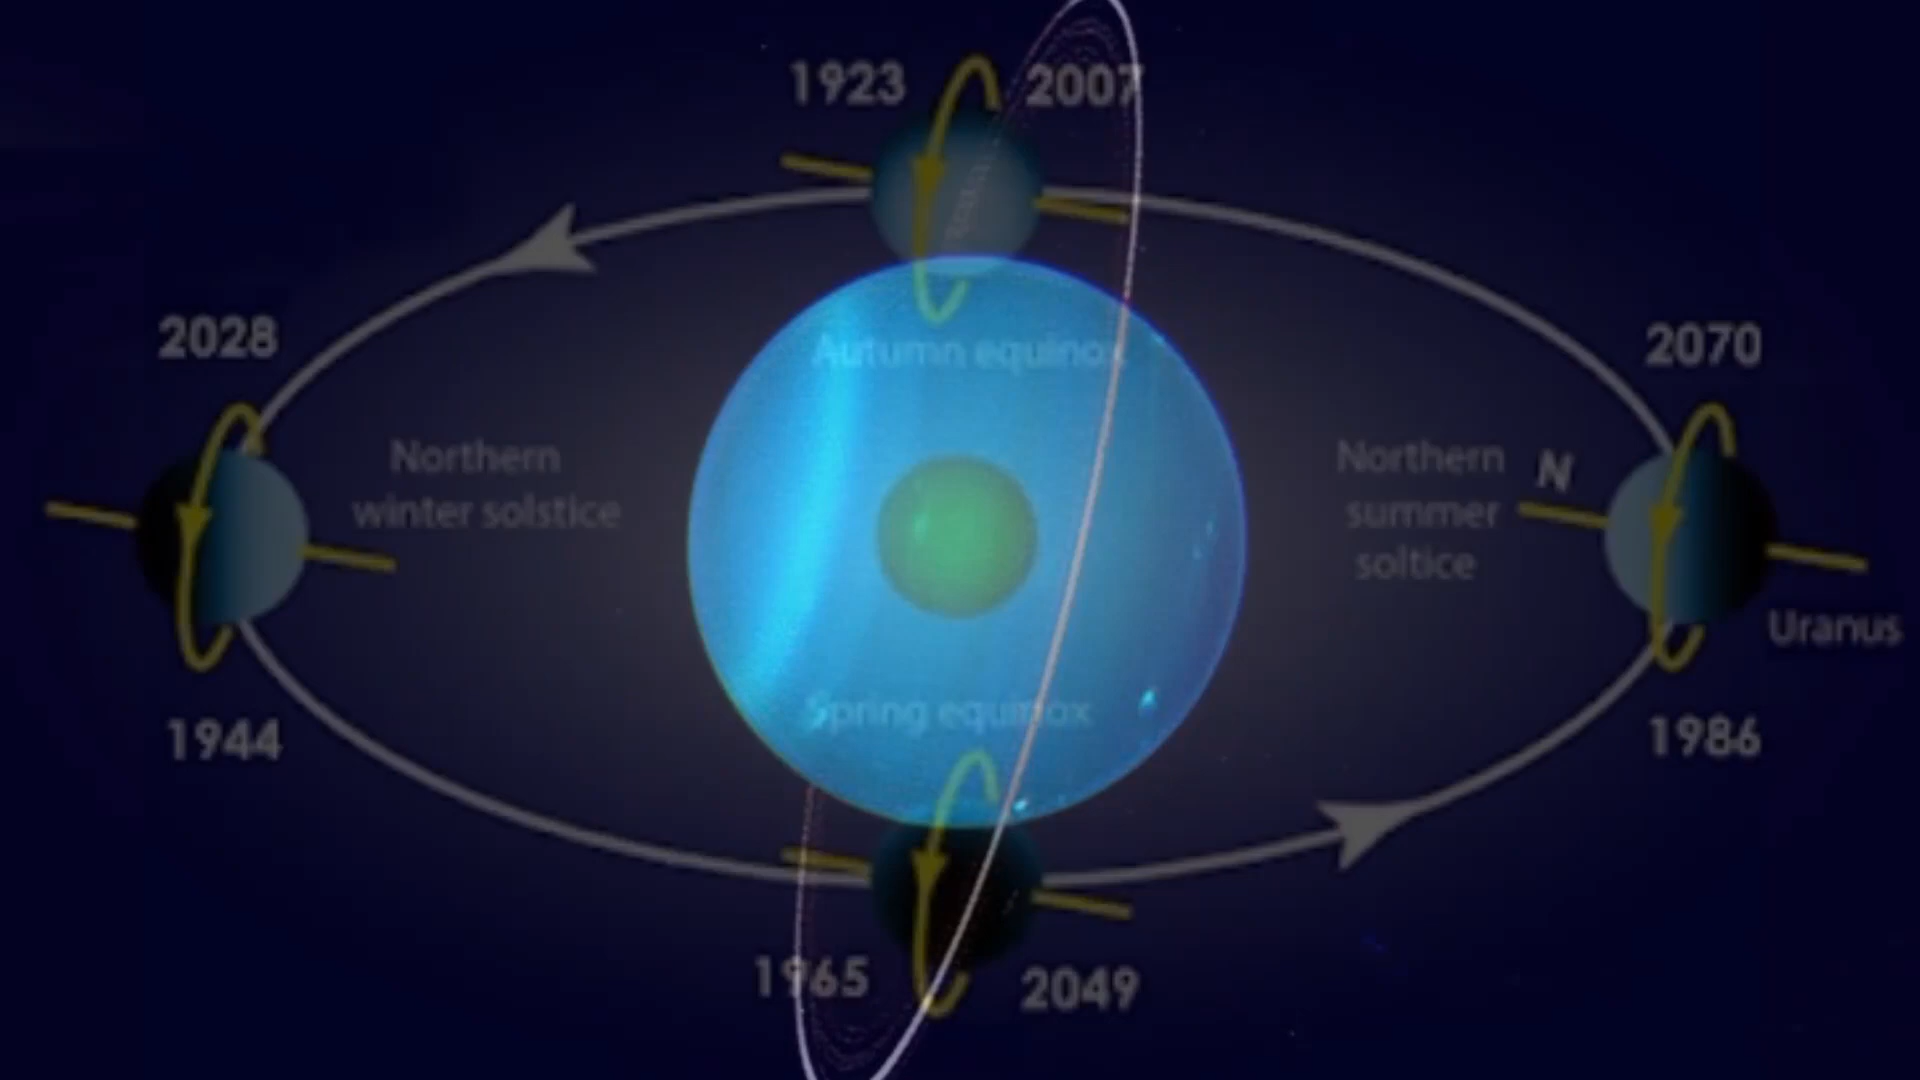 1923
2007
2028
2070
Autumn equinox
Northern
winter solstice
Northern
summer
soltice
N
Uranus
Spring equinox
1944
1986
1965
2049